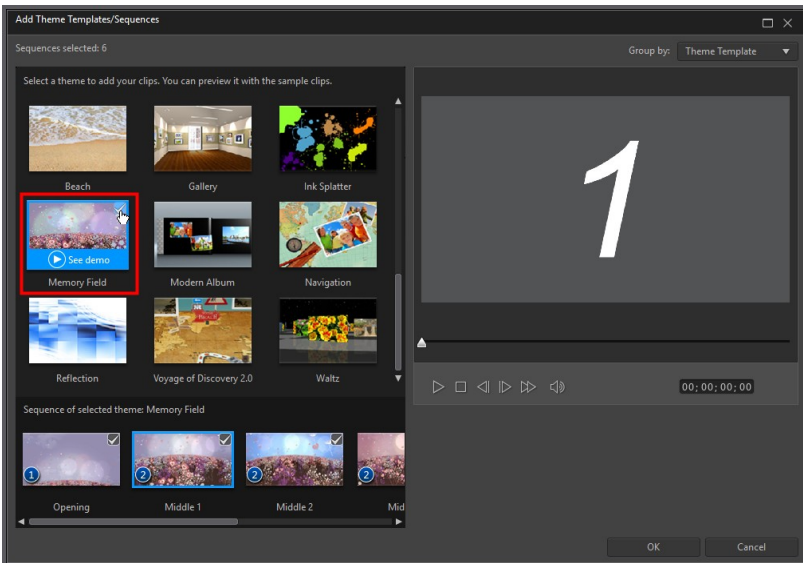 Add Theme Templates/Sequences
Sequences selected: 6
Group by: Theme Template
Select a theme to add your clips. You can preview it with the sample clips.
Beach Gallery Ink Splatter
See demo
Memory Field Modern Album Navigation
Reflection Voyage of Discovery 2.0 Waltz
Sequence of selected theme: Memory Field
1 2 2 2
Opening Middle 1 Middle 2 Mid
1
00; 00; 00; 00
OK Cancel